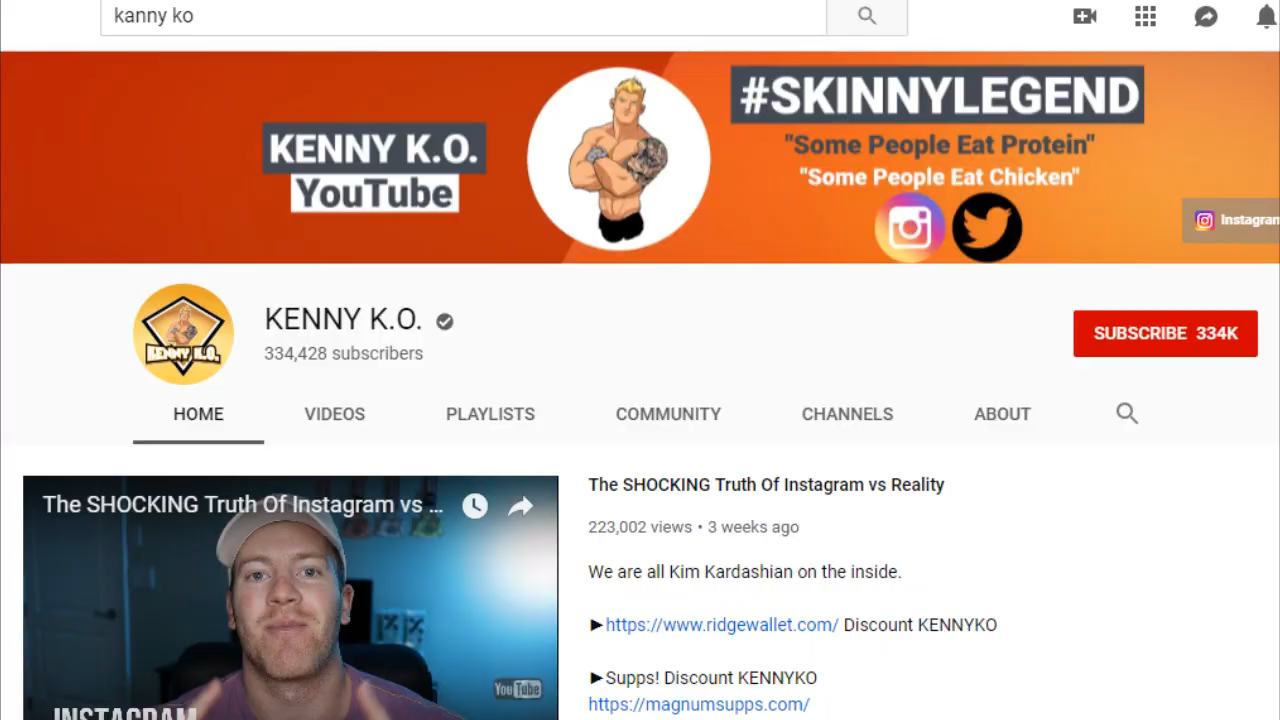 kanny ko
#SKINNYLEGEND
KENNY K.O.
YouTube
"Some People Eat Protein"
"Some People Eat Chicken"
Instagram
KENNY K.O.
KENNY K.O.
334,428 subscribers
SUBSCRIBE 334K
HOME VIDEOS PLAYLISTS COMMUNITY CHANNELS ABOUT
The SHOCKING Truth Of Instagram vs ...
YouTube
INSTAGRAM
The SHOCKING Truth Of Instagram vs Reality
223,002 views • 3 weeks ago
We are all Kim Kardashian on the inside.
►https://www.ridgewallet.com/ Discount KENNYKO
►Supps! Discount KENNYKO
https://magnumsupps.com/